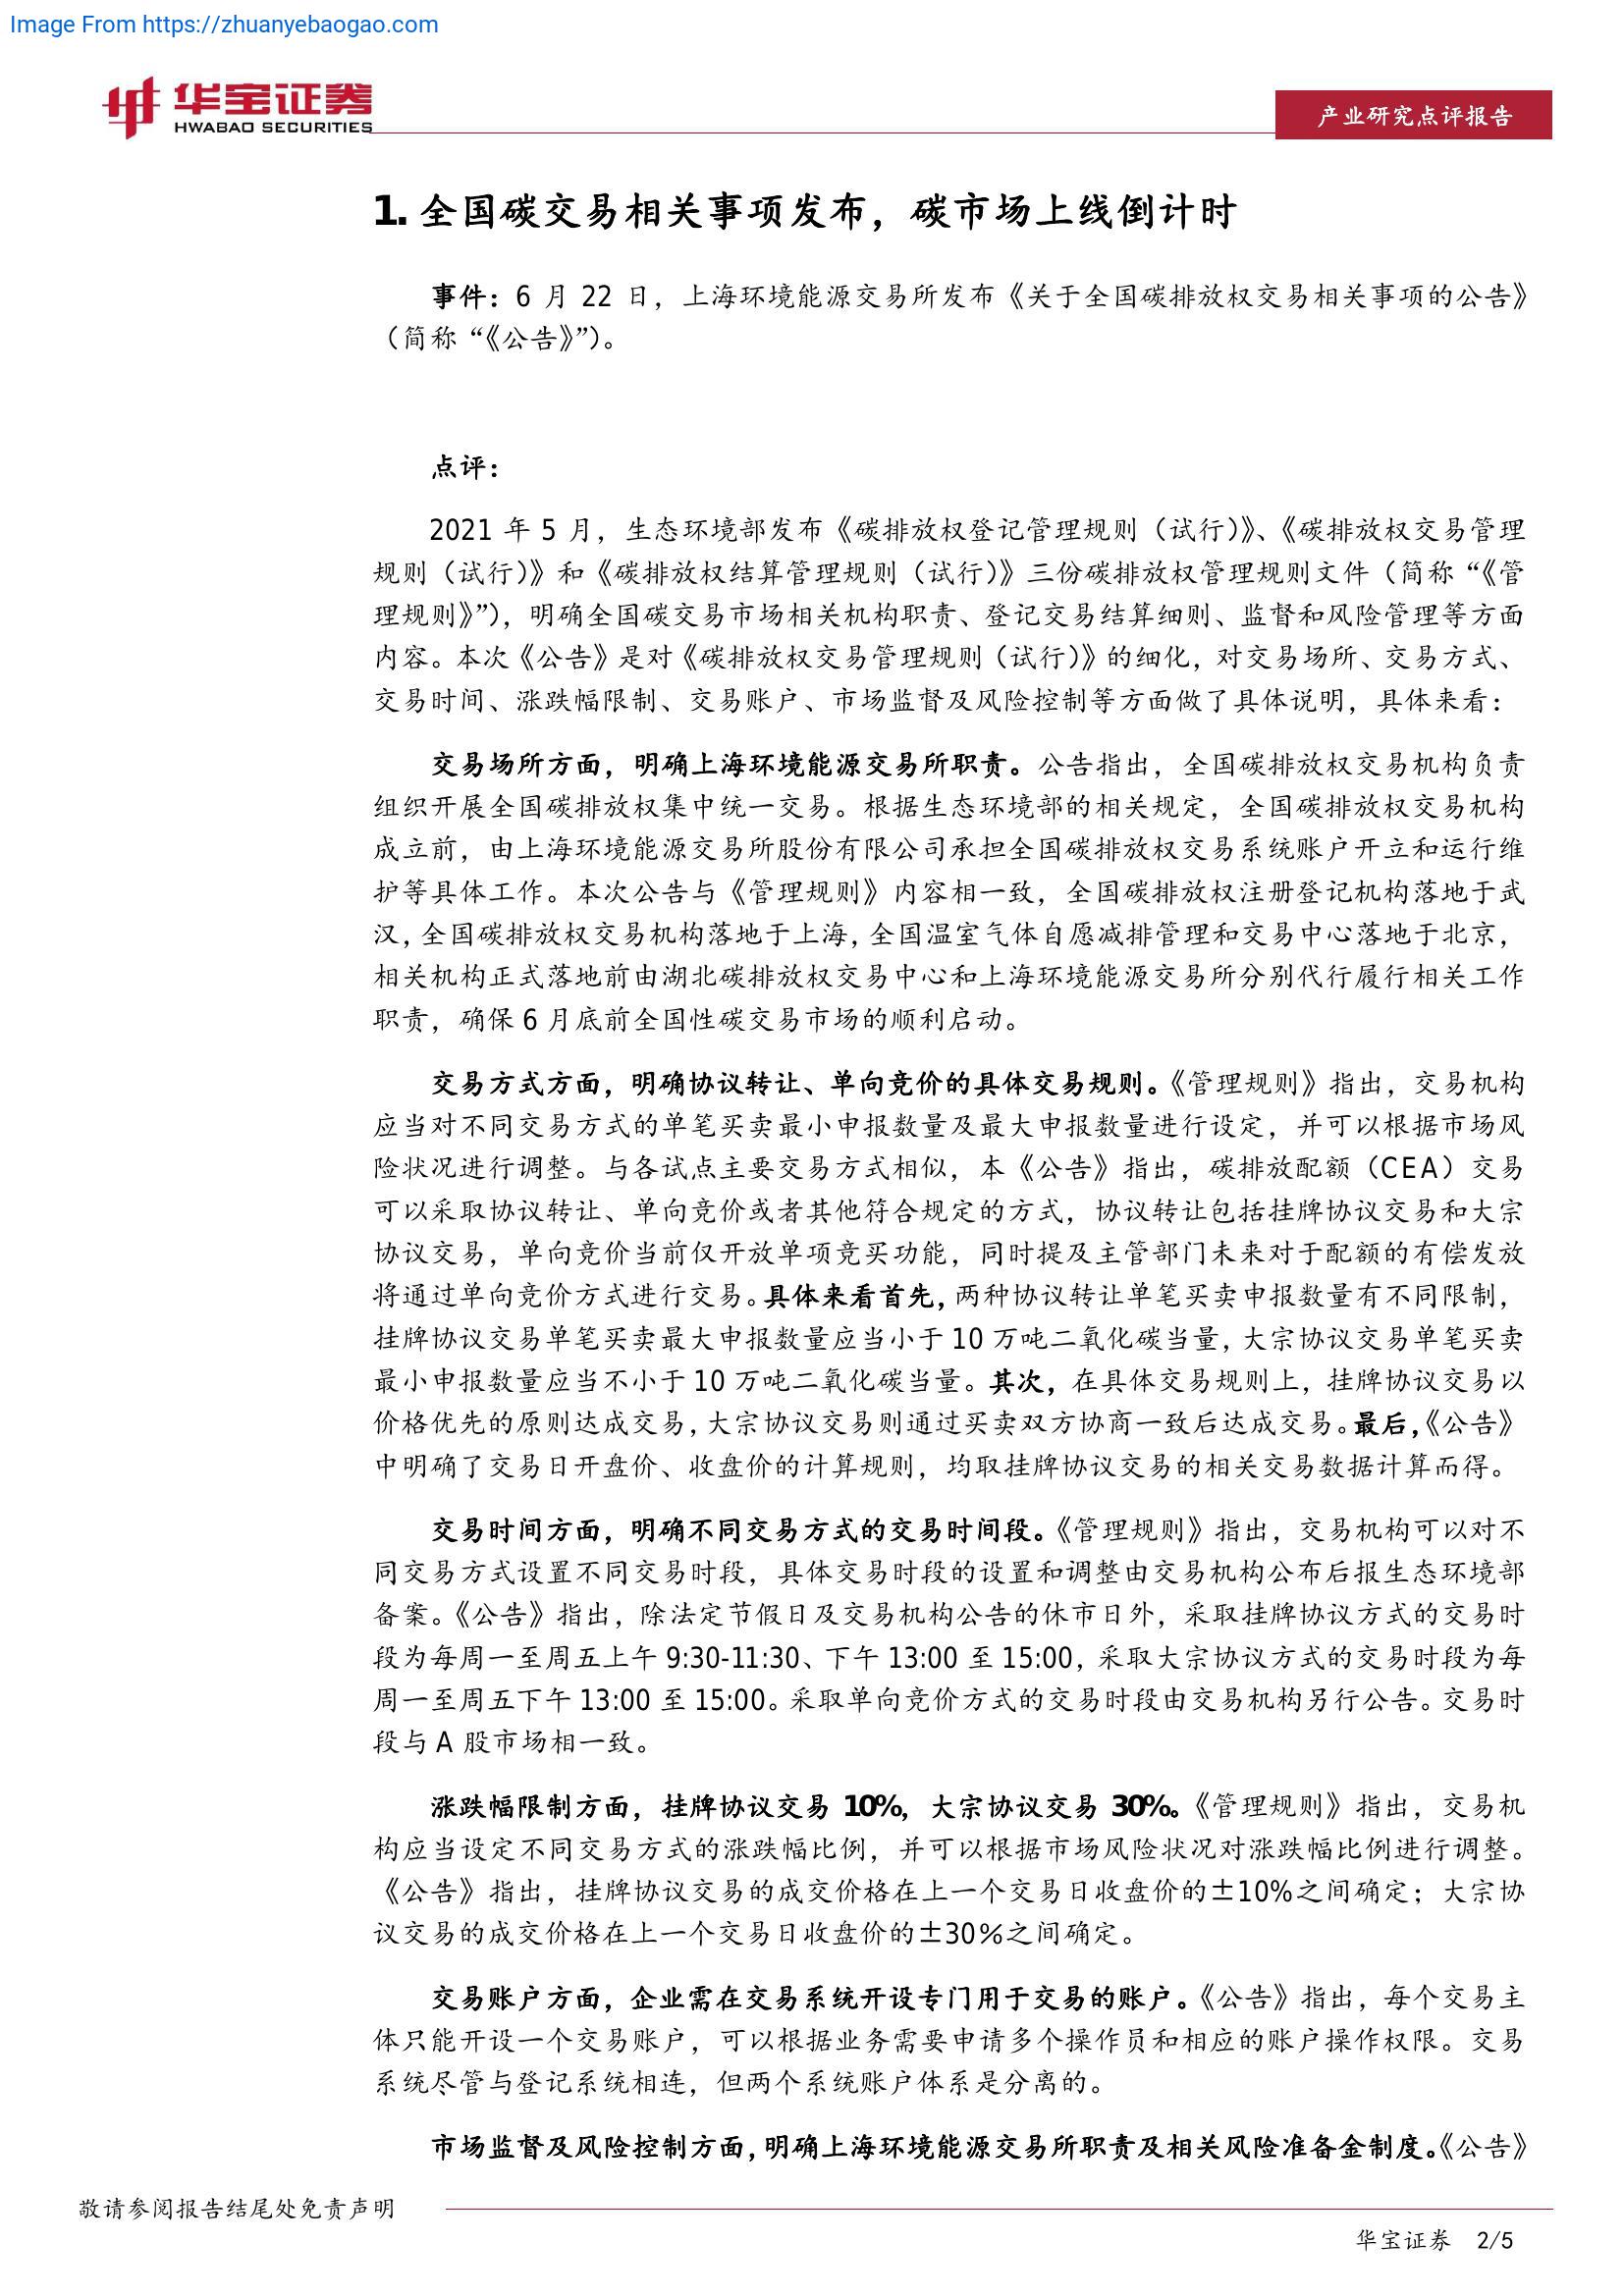 Image From https://zhuanyebaogao.com
华宝证券
HWABAO SECURITIES
产业研究点评报告
1. 全国碳交易相关事项发布，碳市场上线倒计时
事件：6 月 22 日，上海环境能源交易所发布《关于全国碳排放权交易相关事项的公告》
（简称“《公告》”）。
点评：
2021 年 5 月，生态环境部发布《碳排放权登记管理规则（试行）》、《碳排放权交易管理
规则（试行）》和《碳排放权结算管理规则（试行）》三份碳排放权管理规则文件（简称“《管
理规则》”），明确全国碳交易市场相关机构职责、登记交易结算细则、监督和风险管理等方面
内容。本次《公告》是对《碳排放权交易管理规则（试行）》的细化，对交易场所、交易方式、
交易时间、涨跌幅限制、交易账户、市场监督及风险控制等方面做了具体说明，具体来看：
交易场所方面，明确上海环境能源交易所职责。公告指出，全国碳排放权交易机构负责
组织开展全国碳排放权集中统一交易。根据生态环境部的相关规定，全国碳排放权交易机构
成立前，由上海环境能源交易所股份有限公司承担全国碳排放权交易系统账户开立和运行维
护等具体工作。本次公告与《管理规则》内容相一致，全国碳排放权注册登记机构落地于武
汉，全国碳排放权交易机构落地于上海，全国温室气体自愿减排管理和交易中心落地于北京，
相关机构正式落地前由湖北碳排放权交易中心和上海环境能源交易所分别代行履行相关工作
职责，确保 6 月底前全国性碳交易市场的顺利启动。
交易方式方面，明确协议转让、单向竞价的具体交易规则。《管理规则》指出，交易机构
应当对不同交易方式的单笔买卖最小申报数量及最大申报数量进行设定，并可以根据市场风
险状况进行调整。与各试点主要交易方式相似，本《公告》指出，碳排放配额（CEA）交易
可以采取协议转让、单向竞价或者其他符合规定的方式，协议转让包括挂牌协议交易和大宗
协议交易，单向竞价当前仅开放单项竞买功能，同时提及主管部门未来对于配额的有偿发放
将通过单向竞价方式进行交易。具体来看首先，两种协议转让单笔买卖申报数量有不同限制，
挂牌协议交易单笔买卖最大申报数量应当小于 10 万吨二氧化碳当量，大宗协议交易单笔买卖
最小申报数量应当不小于 10 万吨二氧化碳当量。其次，在具体交易规则上，挂牌协议交易以
价格优先的原则达成交易，大宗协议交易则通过买卖双方协商一致后达成交易。最后，《公告》
中明确了交易日开盘价、收盘价的计算规则，均取挂牌协议交易的相关交易数据计算而得。
交易时间方面，明确不同交易方式的交易时间段。《管理规则》指出，交易机构可以对不
同交易方式设置不同交易时段，具体交易时段的设置和调整由交易机构公布后报生态环境部
备案。《公告》指出，除法定节假日及交易机构公告的休市日外，采取挂牌协议方式的交易时
段为每周一至周五上午 9:30-11:30、下午 13:00 至 15:00，采取大宗协议方式的交易时段为每
周一至周五下午 13:00 至 15:00。采取单向竞价方式的交易时段由交易机构另行公告。交易时
段与 A 股市场相一致。
涨跌幅限制方面，挂牌协议交易 10%，大宗协议交易 30%。《管理规则》指出，交易机
构应当设定不同交易方式的涨跌幅比例，并可以根据市场风险状况对涨跌幅比例进行调整。
《公告》指出，挂牌协议交易的成交价格在上一个交易日收盘价的±10%之间确定；大宗协
议交易的成交价格在上一个交易日收盘价的±30%之间确定。
交易账户方面，企业需在交易系统开设专门用于交易的账户。《公告》指出，每个交易主
体只能开设一个交易账户，可以根据业务需要申请多个操作员和相应的账户操作权限。交易
系统尽管与登记系统相连，但两个系统账户体系是分离的。
市场监督及风险控制方面，明确上海环境能源交易所职责及相关风险准备金制度。《公告》
敬请参阅报告结尾处免责声明
华宝证券 2/5